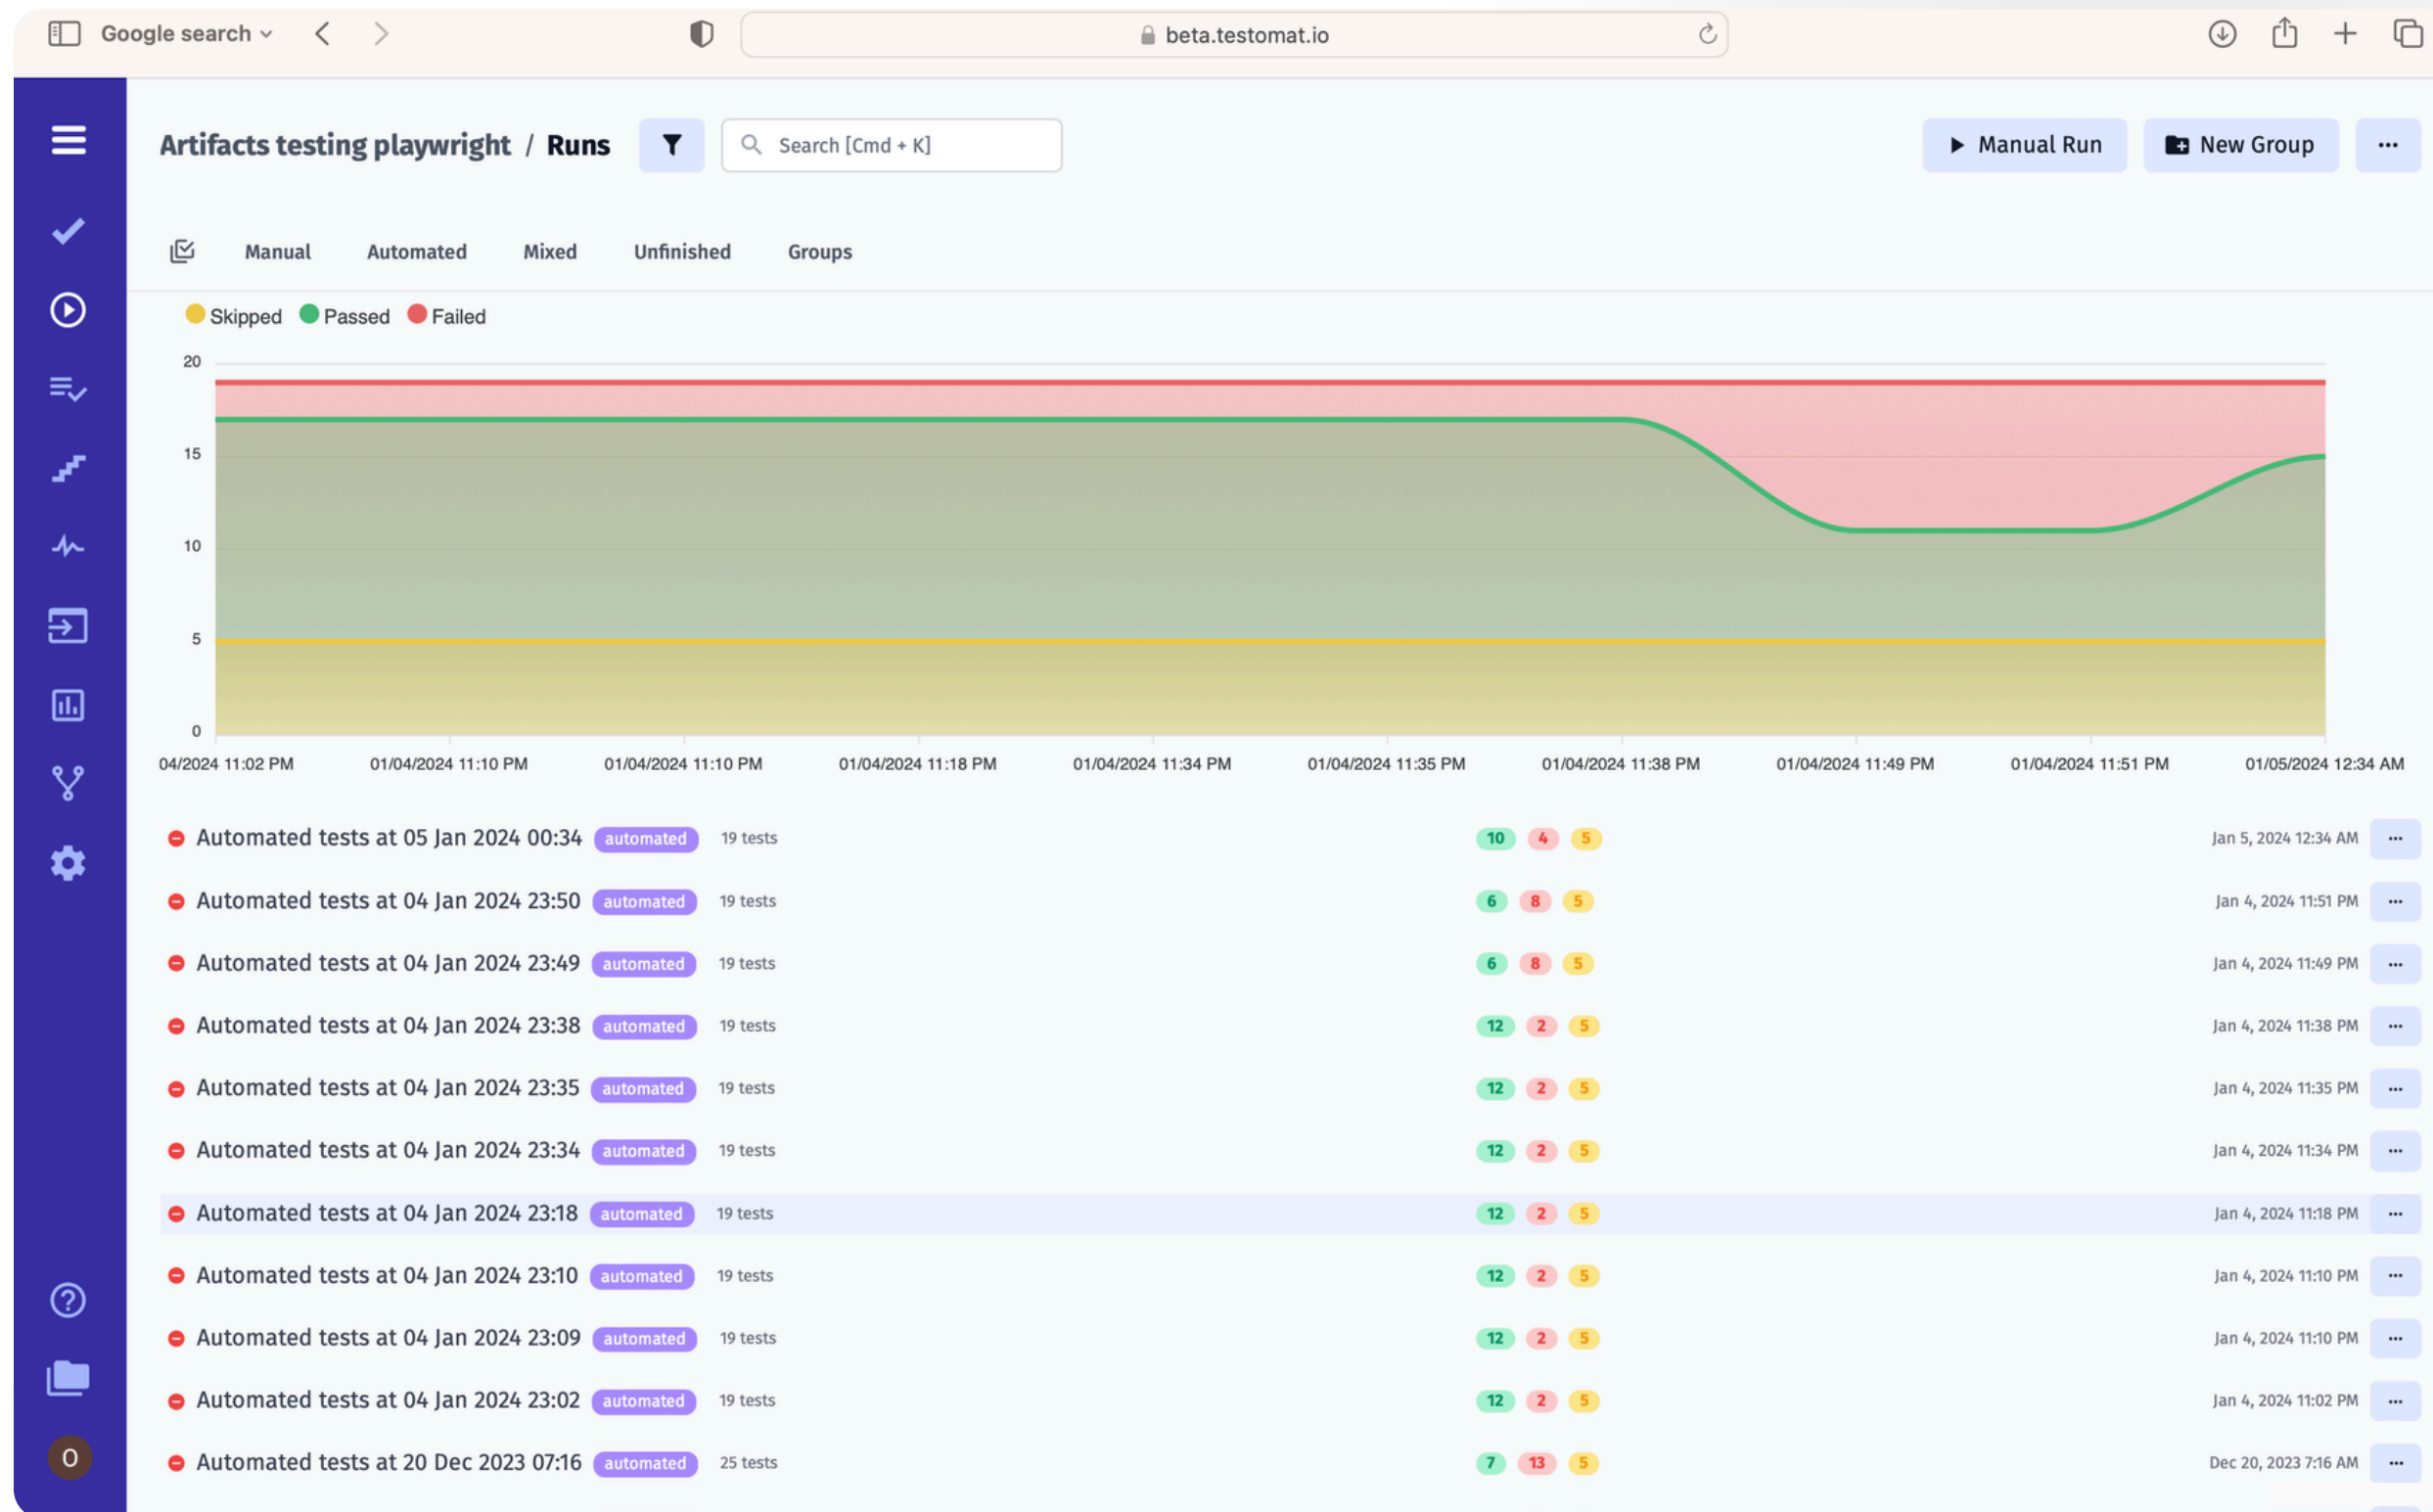 Google search
beta.testomat.io
Artifacts testing playwright / Runs
Search [Cmd + K]
Manual Run
New Group
Manual Automated Mixed Unfinished Groups
Skipped Passed Failed
20
15
10
5
0
04/2024 11:02 PM 01/04/2024 11:10 PM 01/04/2024 11:10 PM 01/04/2024 11:18 PM 01/04/2024 11:34 PM 01/04/2024 11:35 PM 01/04/2024 11:38 PM 01/04/2024 11:49 PM 01/04/2024 11:51 PM 01/05/2024 12:34 AM
Automated tests at 05 Jan 2024 00:34 automated 19 tests 10 4 5 Jan 5, 2024 12:34 AM
Automated tests at 04 Jan 2024 23:50 automated 19 tests 6 8 5 Jan 4, 2024 11:51 PM
Automated tests at 04 Jan 2024 23:49 automated 19 tests 6 8 5 Jan 4, 2024 11:49 PM
Automated tests at 04 Jan 2024 23:38 automated 19 tests 12 2 5 Jan 4, 2024 11:38 PM
Automated tests at 04 Jan 2024 23:35 automated 19 tests 12 2 5 Jan 4, 2024 11:35 PM
Automated tests at 04 Jan 2024 23:34 automated 19 tests 12 2 5 Jan 4, 2024 11:34 PM
Automated tests at 04 Jan 2024 23:18 automated 19 tests 12 2 5 Jan 4, 2024 11:18 PM
Automated tests at 04 Jan 2024 23:10 automated 19 tests 12 2 5 Jan 4, 2024 11:10 PM
Automated tests at 04 Jan 2024 23:09 automated 19 tests 12 2 5 Jan 4, 2024 11:10 PM
Automated tests at 04 Jan 2024 23:02 automated 19 tests 12 2 5 Jan 4, 2024 11:02 PM
Automated tests at 20 Dec 2023 07:16 automated 25 tests 7 13 5 Dec 20, 2023 7:16 AM
O